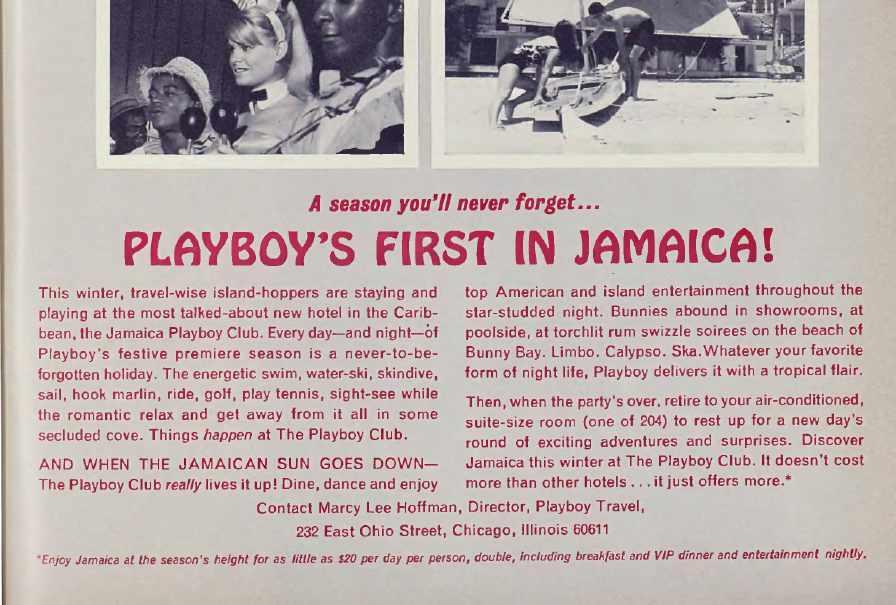 A season you'll never forget...
PLAYBOY'S FIRST IN JAMAICA!
This winter, travel-wise island-hoppers are staying and
playing at the most talked-about new hotel in the Carib-
bean, the Jamaica Playboy Club. Every day—and night—of
Playboy's festive premiere season is a never-to-be-
forgotten holiday. The energetic swim, water-ski, skindive,
sail, hook marlin, ride, golf, play tennis, sight-see while
the romantic relax and get away from it all in some
secluded cove. Things happen at The Playboy Club.
AND WHEN THE JAMAICAN SUN GOES DOWN—
The Playboy Club really lives it up! Dine, dance and enjoy
top American and island entertainment throughout the
star-studded night. Bunnies abound in showrooms, at
poolside, at torchlit rum swizzle soirees on the beach of
Bunny Bay. Limbo. Calypso. Ska. Whatever your favorite
form of night life, Playboy delivers it with a tropical flair.
Then, when the party's over, retire to your air-conditioned,
suite-size room (one of 204) to rest up for a new day's
round of exciting adventures and surprises. Discover
Jamaica this winter at The Playboy Club. It doesn't cost
more than other hotels ... it just offers more.*
Contact Marcy Lee Hoffman, Director, Playboy Travel,
232 East Ohio Street, Chicago, Illinois 60611
*Enjoy Jamaica at the season's height for as little as $20 per day per person, double, including breakfast and VIP dinner and entertainment nightly.